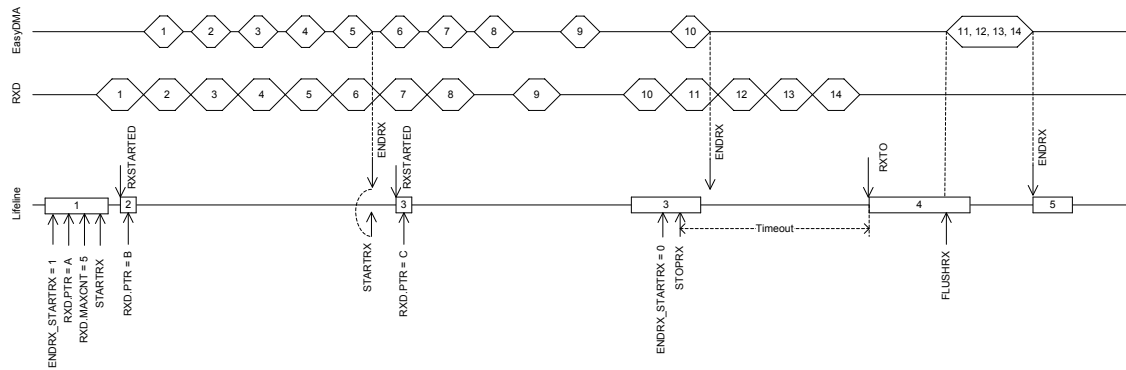 EasyDMA
1 2 3 4 5 6 7 8 9 10 11, 12, 13, 14
RXD
1 2 3 4 5 6 7 8 9 10 11 12 13 14
RXSTARTED
ENDRX
RXSTARTED
ENDRX
RXTO
ENDRX
Lifeline
1 2 3 3 4 5
Timeout
ENDRX_STARTRX = 1
RXD.PTR = A
RXD.MAXCNT = 5
STARTRX
RXD.PTR = B
STARTRX
RXD.PTR = C
ENDRX_STARTRX = 0
STOPRX
FLUSHRX